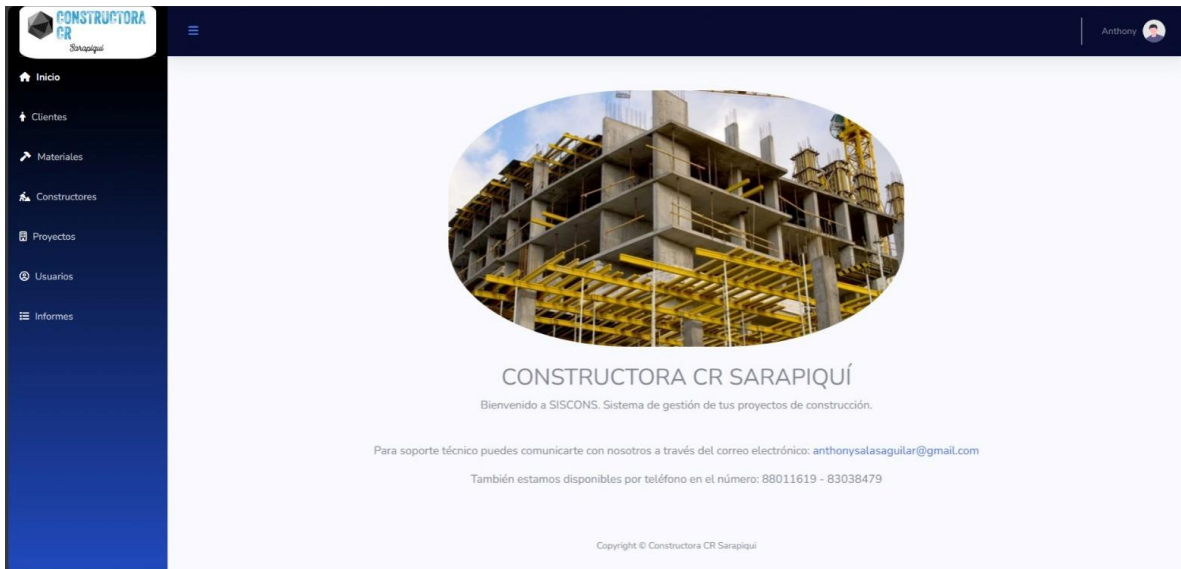 CONSTRUCTORA
CR
Sarapiquí
Anthony
Inicio
Clientes
Materiales
Constructores
Proyectos
Usuarios
Informes
CONSTRUCTORA CR SARAPIQUÍ
Bienvenido a SISCONS. Sistema de gestión de tus proyectos de construcción.
Para soporte técnico puedes comunicarte con nosotros a través del correo electrónico: anthonysalasaguilar@gmail.com
También estamos disponibles por teléfono en el número: 88011619 - 83038479
Copyright © Constructora CR Sarapiqui